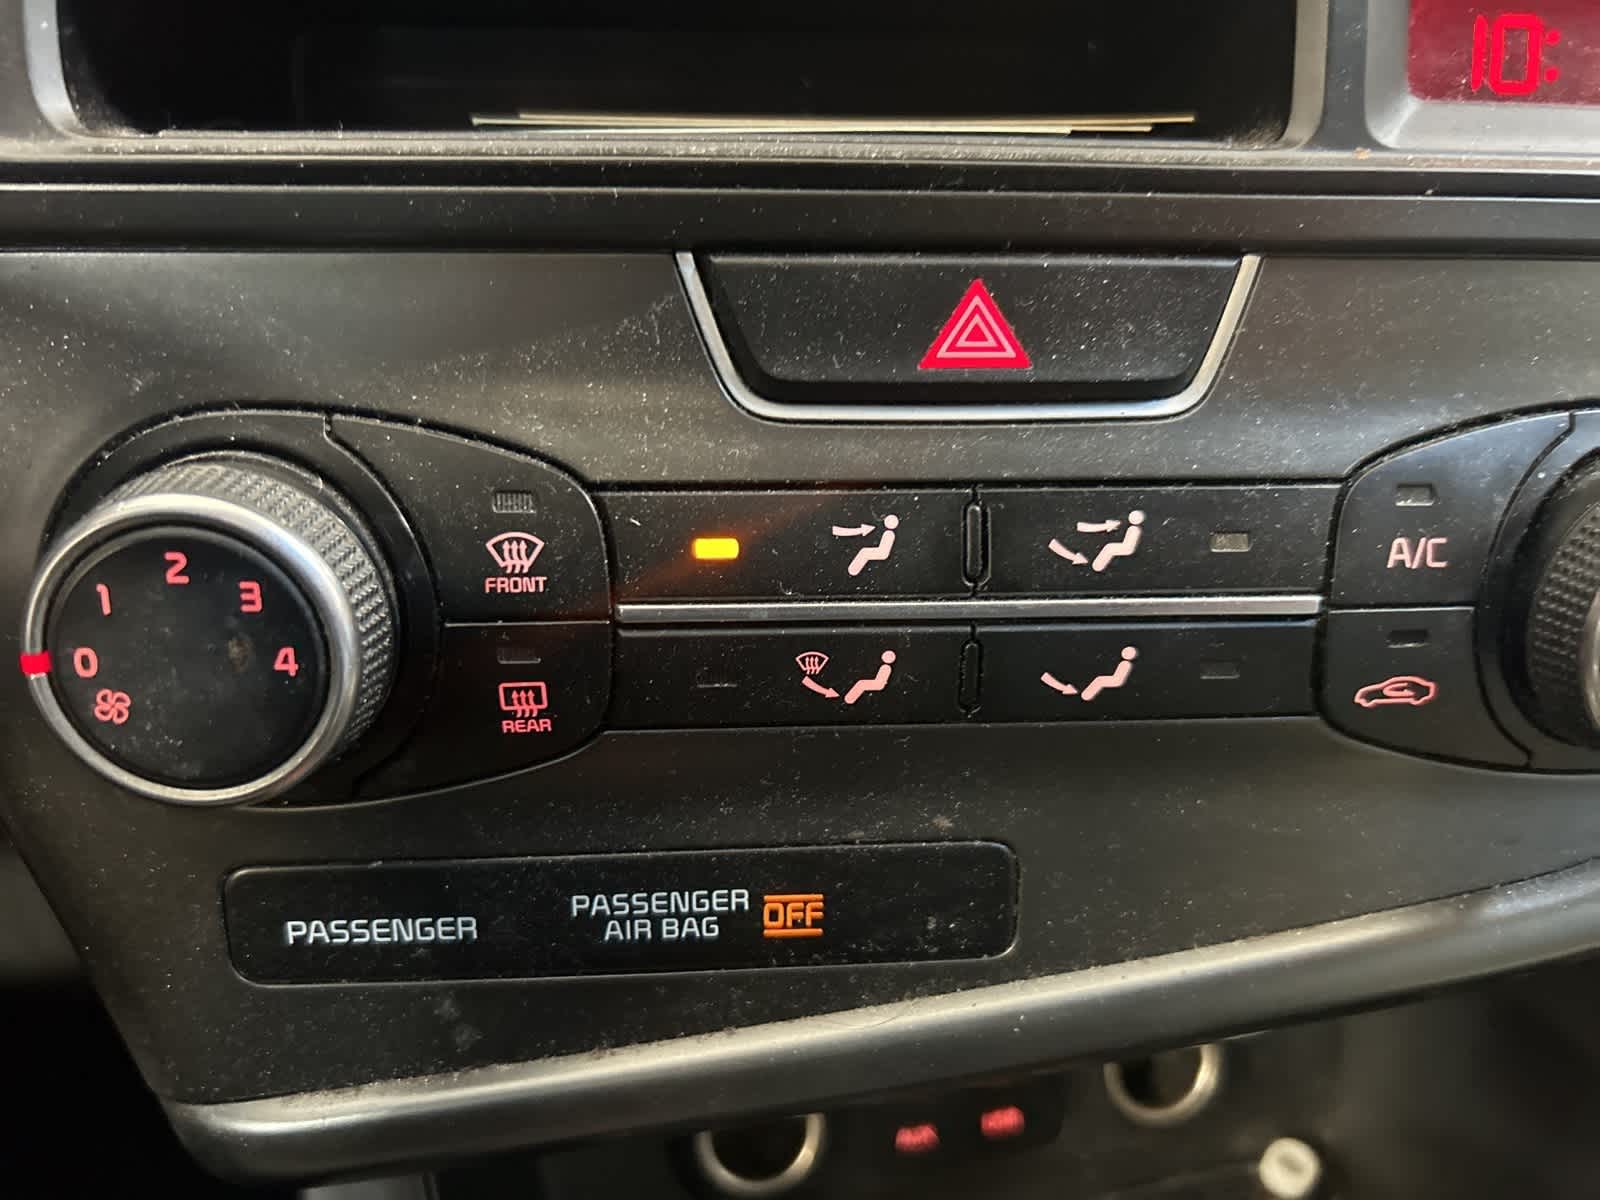 10:
2
1
3
0
4
FRONT
REAR
A/C
PASSENGER
PASSENGER
AIR BAG
OFF